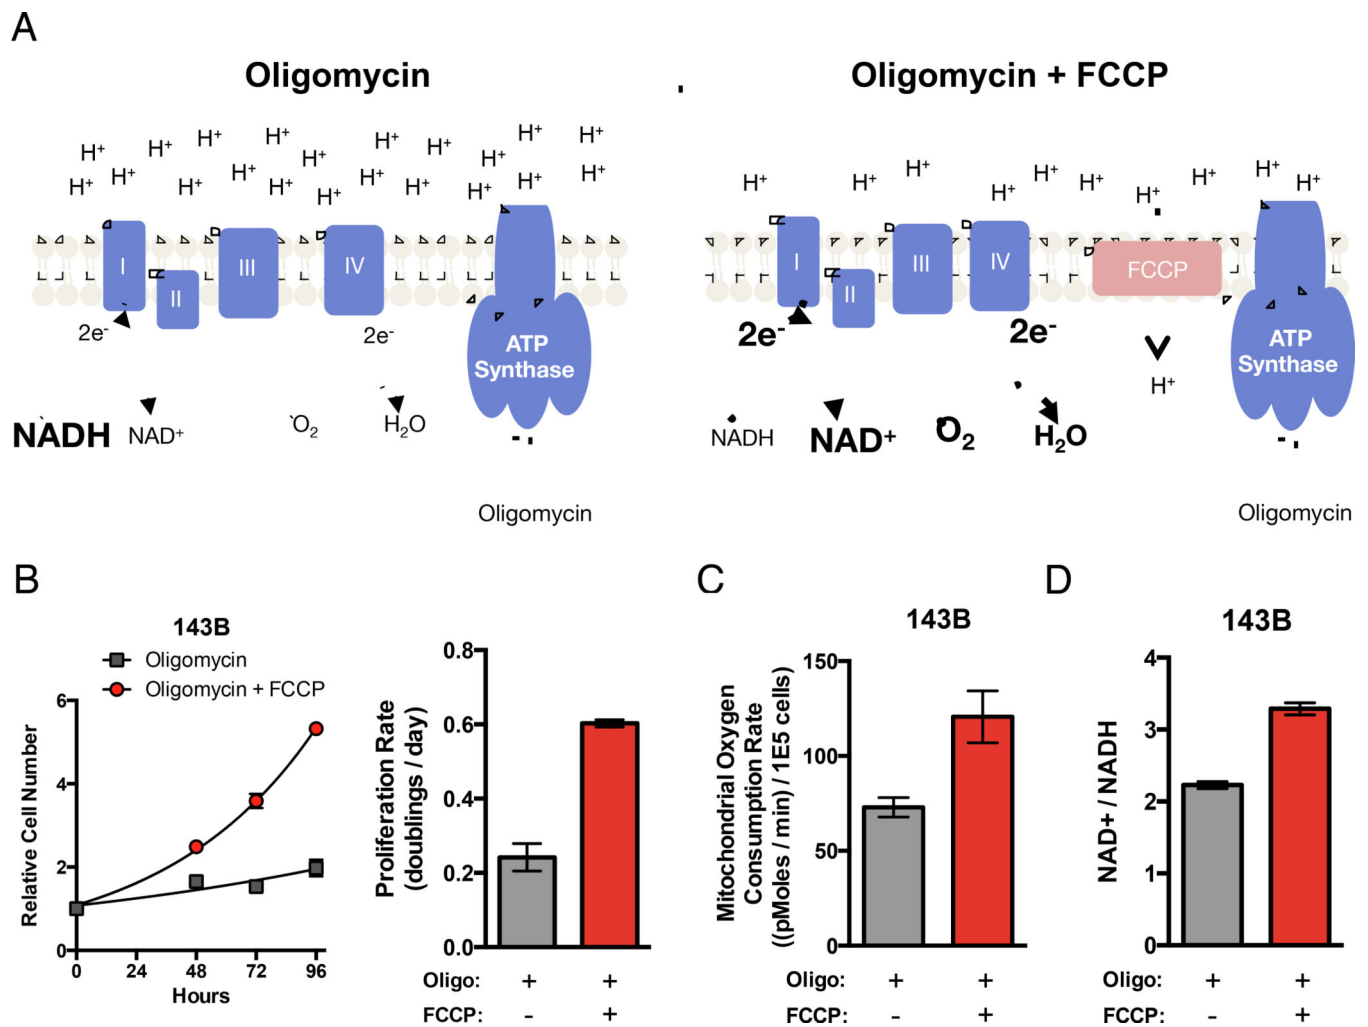 A
Oligomycin
Oligomycin + FCCP
H⁺ H⁺ H⁺ H⁺ H⁺ H⁺ H⁺ H⁺ H⁺ H⁺
H⁺ H⁺ H⁺ H⁺ H⁺ H⁺ H⁺ H⁺ H⁺ H⁺ H⁺
H⁺ H⁺ H⁺ H⁺ H⁺ H⁺ H⁺ H⁺ H⁺ H⁺
I II III IV
ATP
Synthase
2e⁻ 2e⁻
NADH NAD⁺ O₂ H₂O
Oligomycin
I II III IV
FCCP
ATP
Synthase
2e⁻ 2e⁻
H⁺
NADH NAD⁺ O₂ H₂O
Oligomycin
B
143B
Oligomycin
Oligomycin + FCCP
Relative Cell Number
6
4
2
0
0 24 48 72 96
Hours
Proliferation Rate
(doublings / day)
0.8
0.6
0.4
0.2
0.0
Oligo: + +
FCCP: - +
C
143B
Mitochondrial Oxygen
Consumption Rate
((pMoles / min) / 1E5 cells)
150
100
50
0
Oligo: + +
FCCP: - +
D
143B
NAD+ / NADH
4
3
2
1
0
Oligo: + +
FCCP: - +